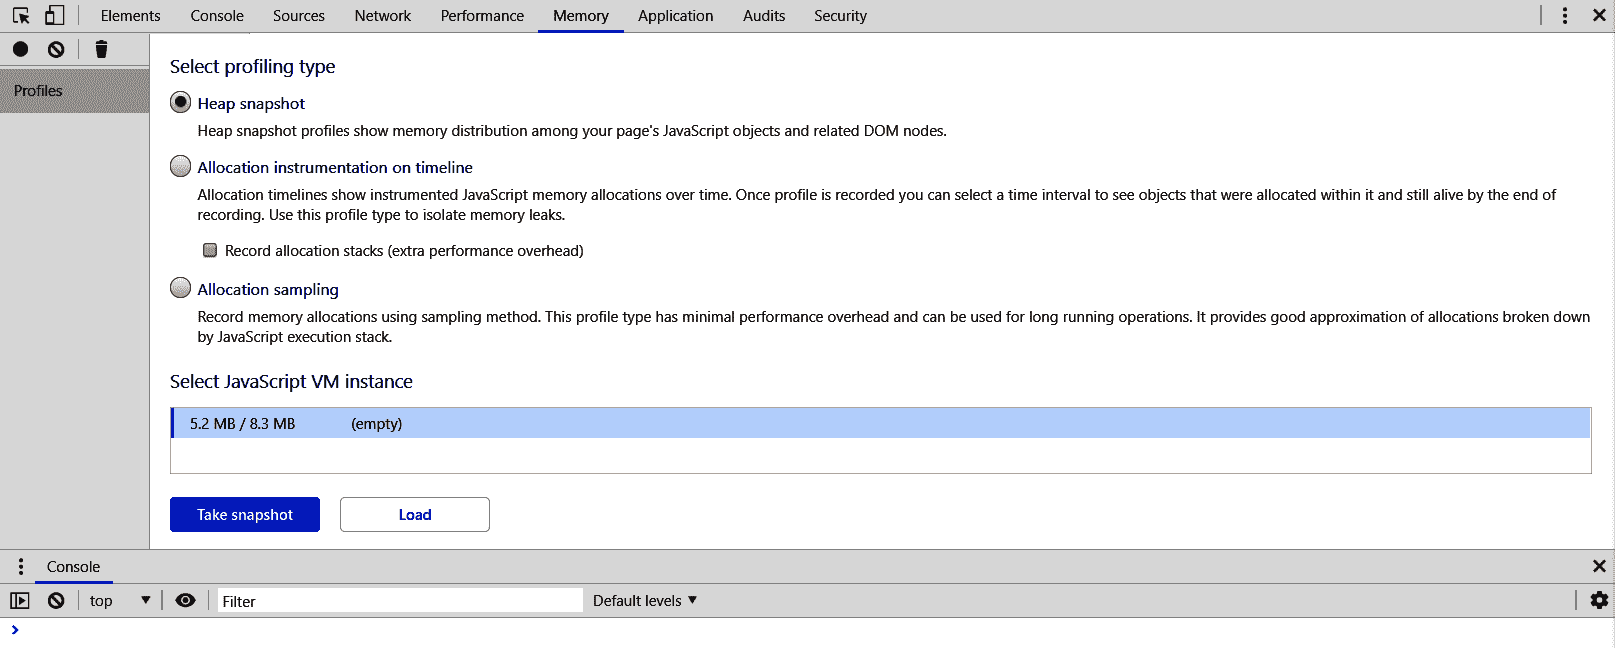 Elements Console Sources Network Performance Memory Application Audits Security
Profiles
Select profiling type
Heap snapshot
Heap snapshot profiles show memory distribution among your page's JavaScript objects and related DOM nodes.
Allocation instrumentation on timeline
Allocation timelines show instrumented JavaScript memory allocations over time. Once profile is recorded you can select a time interval to see objects that were allocated within it and still alive by the end of
recording. Use this profile type to isolate memory leaks.
Record allocation stacks (extra performance overhead)
Allocation sampling
Record memory allocations using sampling method. This profile type has minimal performance overhead and can be used for long running operations. It provides good approximation of allocations broken down
by JavaScript execution stack.
Select JavaScript VM instance
5.2 MB / 8.3 MB (empty)
Take snapshot Load
Console
top Filter Default levels